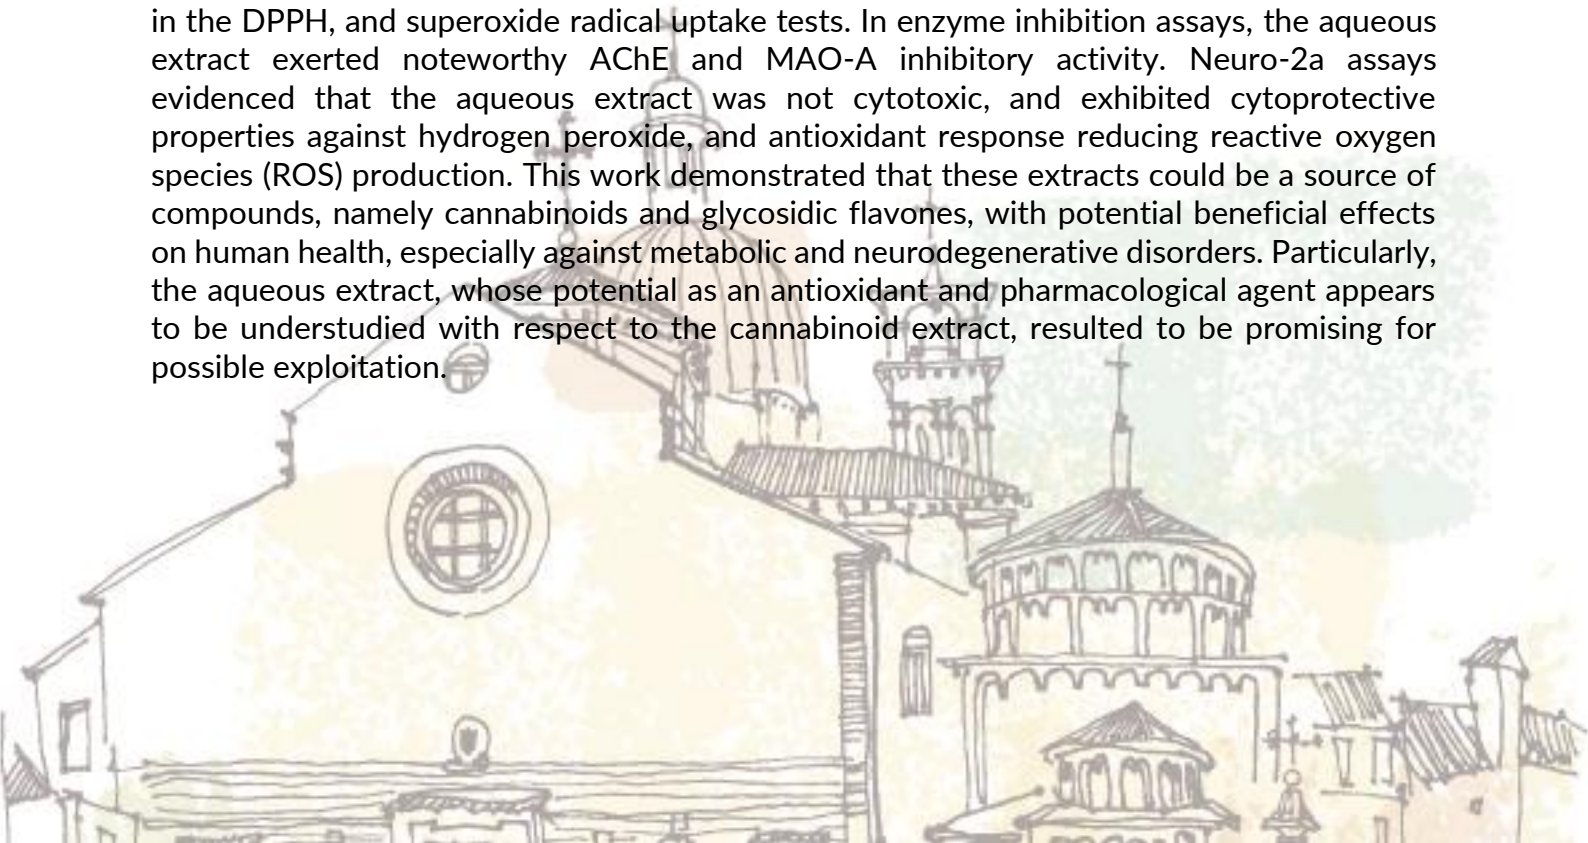 in the DPPH, and superoxide radical uptake tests. In enzyme inhibition assays, the aqueous
extract exerted noteworthy AChE and MAO-A inhibitory activity. Neuro-2a assays
evidenced that the aqueous extract was not cytotoxic, and exhibited cytoprotective
properties against hydrogen peroxide, and antioxidant response reducing reactive oxygen
species (ROS) production. This work demonstrated that these extracts could be a source of
compounds, namely cannabinoids and glycosidic flavones, with potential beneficial effects
on human health, especially against metabolic and neurodegenerative disorders. Particularly,
the aqueous extract, whose potential as an antioxidant and pharmacological agent appears
to be understudied with respect to the cannabinoid extract, resulted to be promising for
possible exploitation.